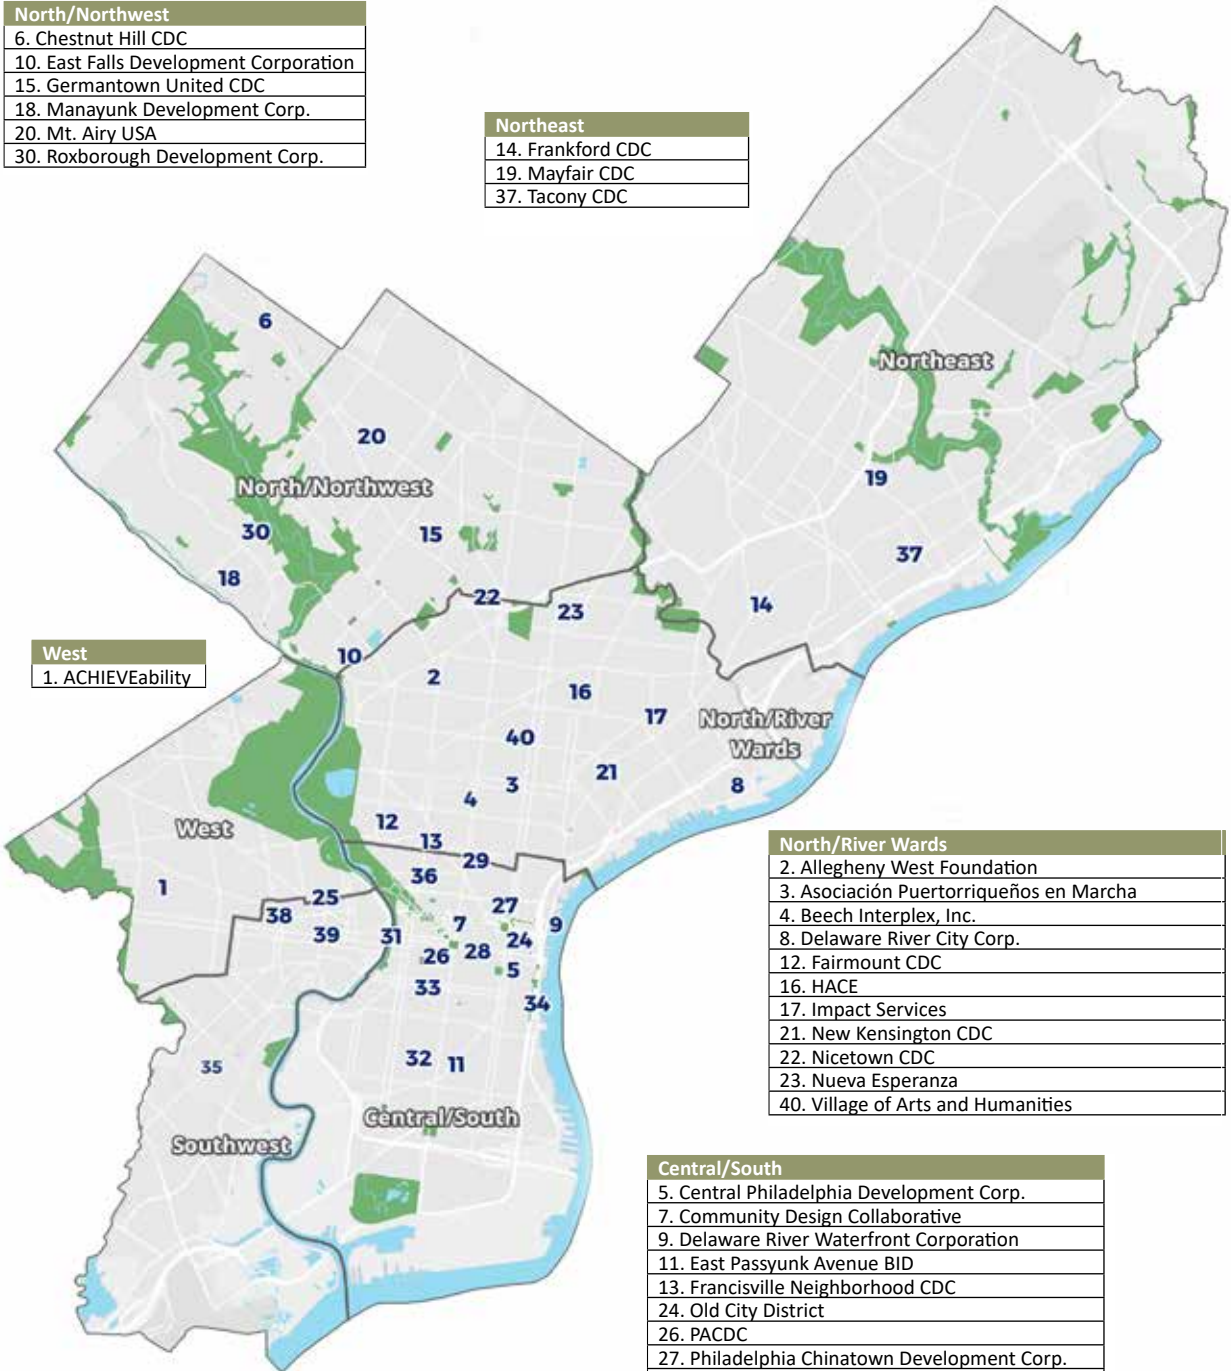 North/Northwest
6. Chestnut Hill CDC
10. East Falls Development Corporation
15. Germantown United CDC
18. Manayunk Development Corp.
20. Mt. Airy USA
30. Roxborough Development Corp.
Northeast
14. Frankford CDC
19. Mayfair CDC
37. Tacony CDC
6
Northeast
20
19
North/Northwest
30
15
37
18
22
23
14
West
1. ACHIEVEability
10
2
16
17
North/River
Wards
40
21
3
8
4
12
West
13
29
36
1
25
27
38
7
9
39
31
24
26
28
5
33
34
32
11
35
Central/South
Southwest
North/River Wards
2. Allegheny West Foundation
3. Asociación Puertorriqueños en Marcha
4. Beech Interplex, Inc.
8. Delaware River City Corp.
12. Fairmount CDC
16. HACE
17. Impact Services
21. New Kensington CDC
22. Nicetown CDC
23. Nueva Esperanza
40. Village of Arts and Humanities
Central/South
5. Central Philadelphia Development Corp.
7. Community Design Collaborative
9. Delaware River Waterfront Corporation
11. East Passyunk Avenue BID
13. Francisville Neighborhood CDC
24. Old City District
26. PACDC
27. Philadelphia Chinatown Development Corp.